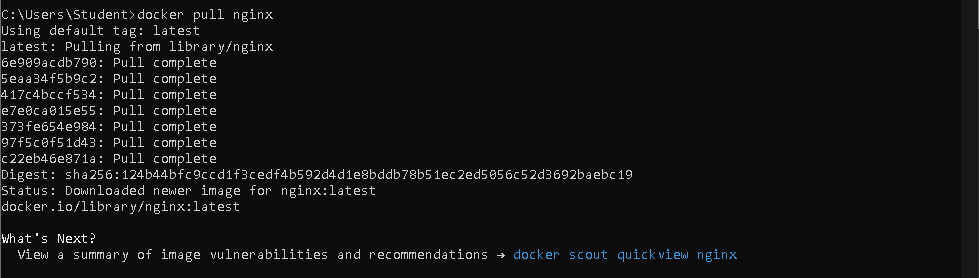 C:\Users\Student>docker pull nginx
Using default tag: latest
latest: Pulling from library/nginx
6e909acdb790: Pull complete
5eaa34f5b9c2: Pull complete
417c4bccf534: Pull complete
e7e0ca015e55: Pull complete
373fe654e984: Pull complete
97f5c0f51d43: Pull complete
c22eb46e871a: Pull complete
Digest: sha256:124b44bfc9ccd1f3cedf4b592d4d1e8bddb78b51ec2ed5056c52d3692baebc19
Status: Downloaded newer image for nginx:latest
docker.io/library/nginx:latest
What's Next?
View a summary of image vulnerabilities and recommendations → docker scout quickview nginx